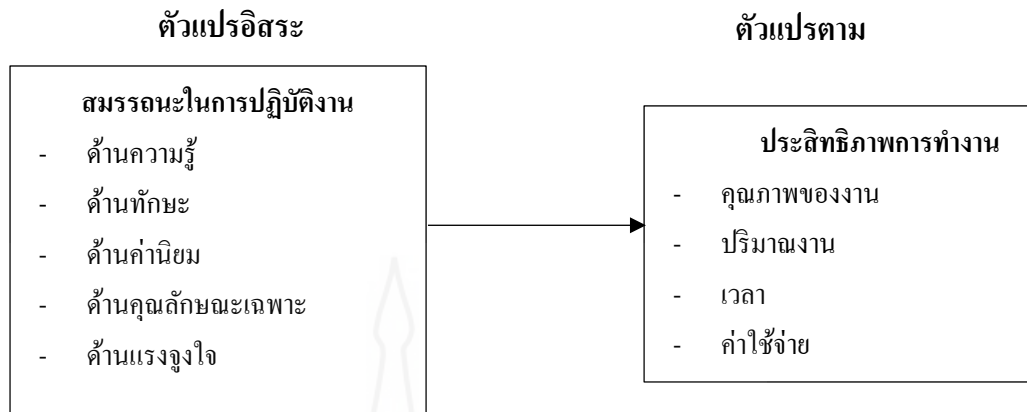 ตัวแปรอิสระ
ตัวแปรตาม
สมรรถนะในการปฏิบัติงาน
- ด้านความรู้
- ด้านทักษะ
- ด้านค่านิยม
- ด้านคุณลักษณะเฉพาะ
- ด้านแรงจูงใจ
ประสิทธิภาพการทำงาน
- คุณภาพของงาน
- ปริมาณงาน
- เวลา
- ค่าใช้จ่าย